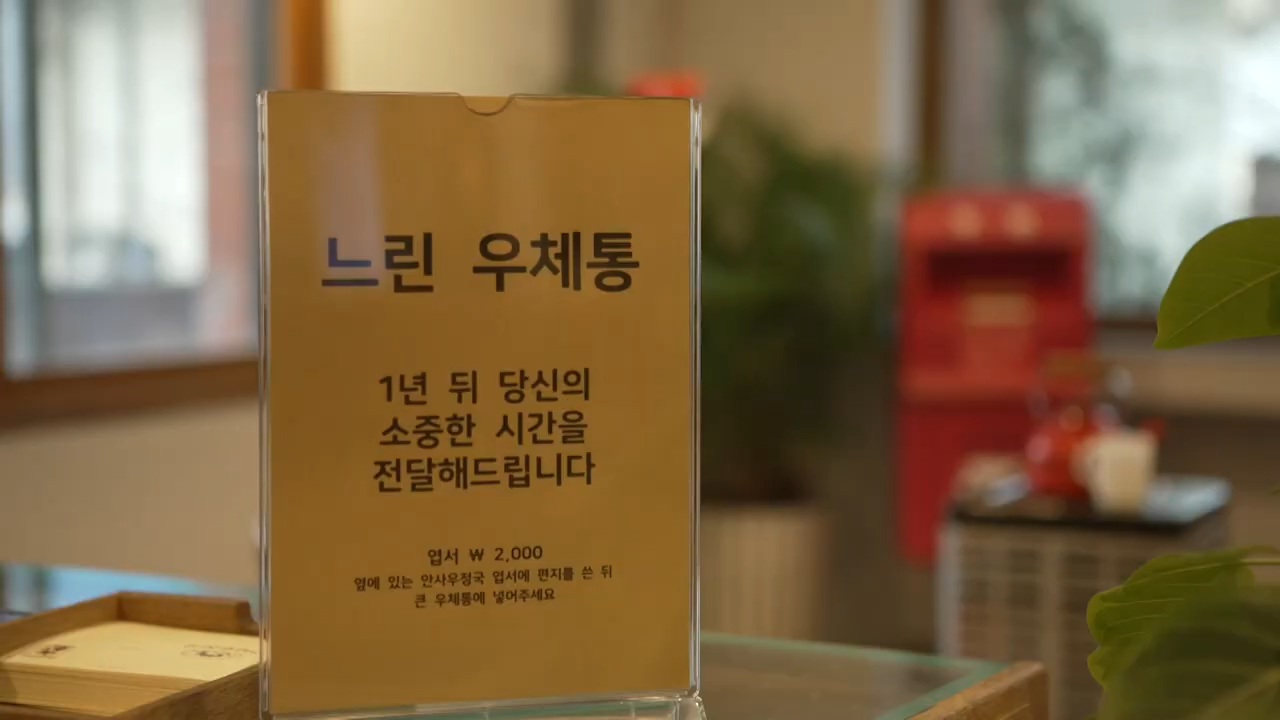 느린 우체통
1년 뒤 당신의
소중한 시간을
전달해드립니다
엽서 ₩ 2,000
옆에 있는 안사우정국 엽서에 편지를 쓴 뒤
큰 우체통에 넣어주세요